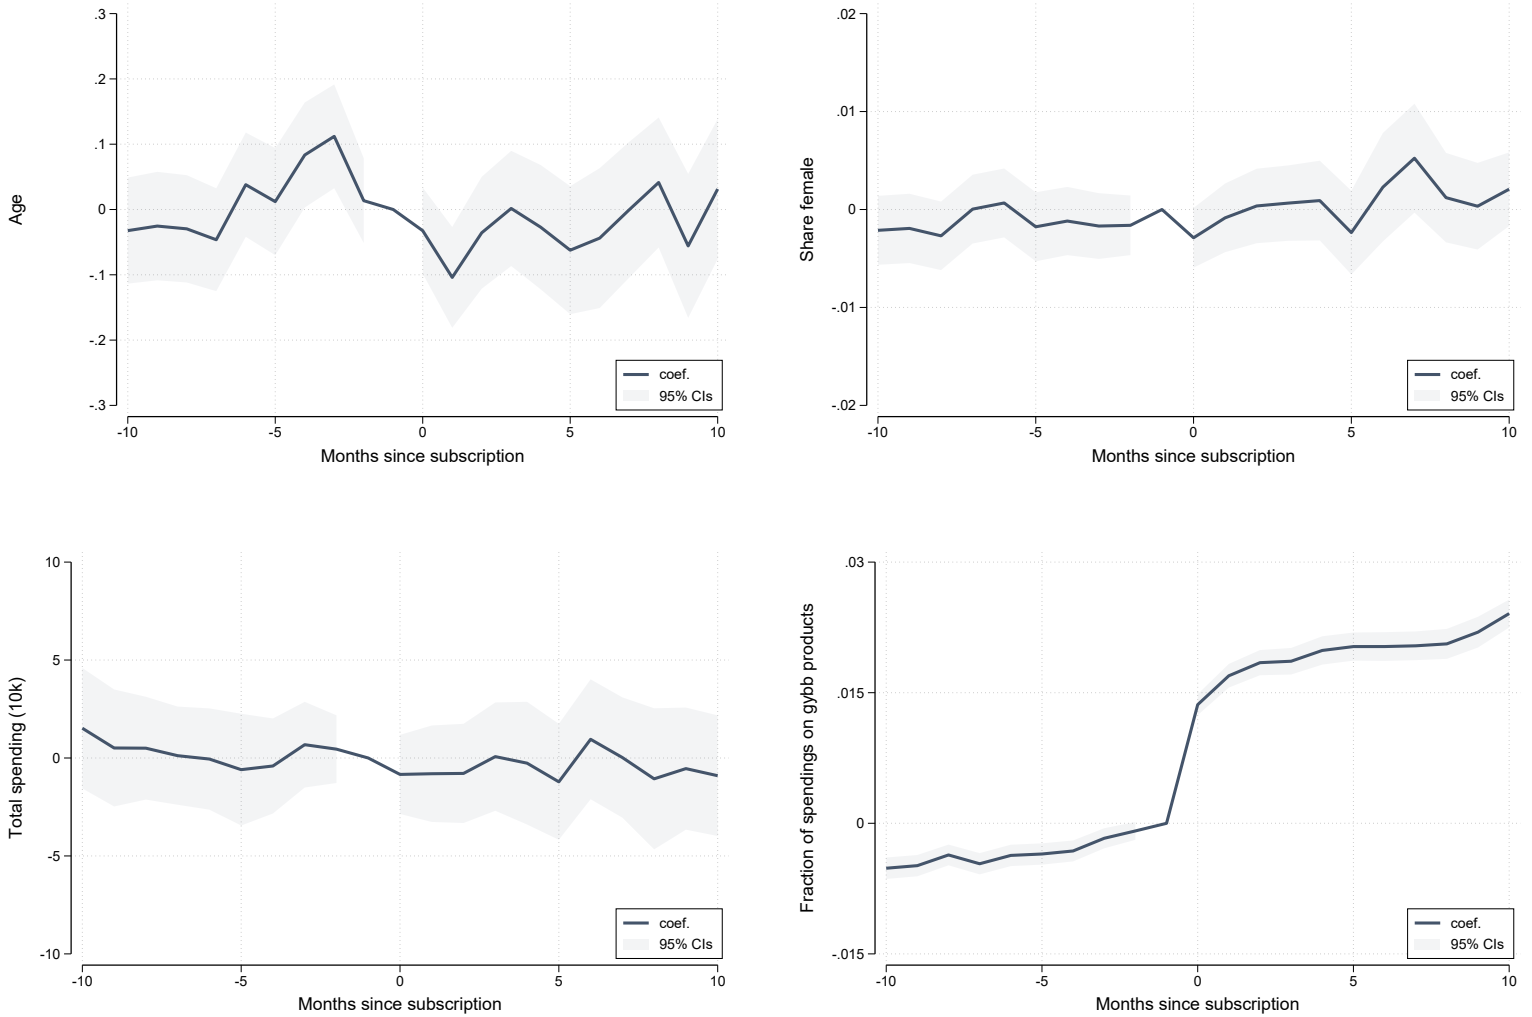 .3
.2
.1
0
-.1
-.2
-.3
Age
-10 -5 0 5 10
Months since subscription
coef.
95% CIs
.02
.01
0
-.01
-.02
Share female
-10 -5 0 5 10
Months since subscription
coef.
95% CIs
10
5
0
-5
-10
Total spending (10k)
-10 -5 0 5 10
Months since subscription
coef.
95% CIs
.03
.015
0
-.015
Fraction of spendings on gybb products
-10 -5 0 5 10
Months since subscription
coef.
95% CIs